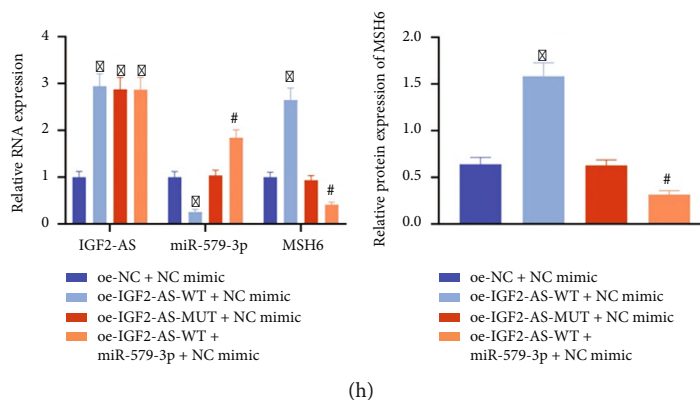 Relative RNA expression
4
3
2
1
0
IGF2-AS
miR-579-3p
MSH6
#
#
oe-NC + NC mimic
oe-IGF2-AS-WT + NC mimic
oe-IGF2-AS-MUT + NC mimic
oe-IGF2-AS-WT +
miR-579-3p + NC mimic
Relative protein expression of MSH6
2.0
1.5
1.0
0.5
0.0
#
oe-NC + NC mimic
oe-IGF2-AS-WT + NC mimic
oe-IGF2-AS-MUT + NC mimic
oe-IGF2-AS-WT +
miR-579-3p + NC mimic
(h)